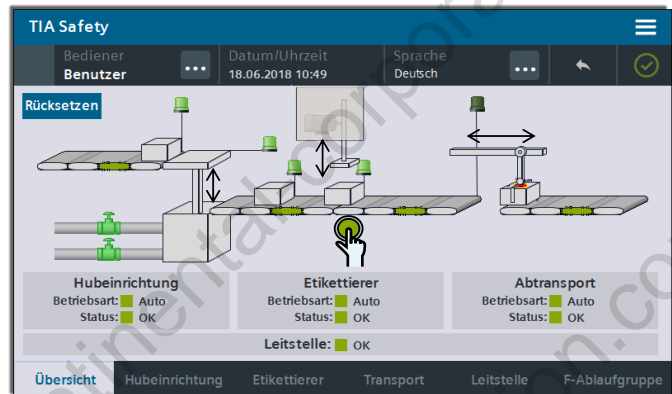 TIA Safety
Bediener
Benutzer
...
Datum/Uhrzeit
18.06.2018 10:49
Sprache
Deutsch
...
Rücksetzen
Hubeinrichtung
Betriebsart: Auto
Status: OK
Etikettierer
Betriebsart: Auto
Status: OK
Abtransport
Betriebsart: Auto
Status: OK
Leitstelle: OK
Übersicht
Hubeinrichtung
Etikettierer
Transport
Leitstelle
F-Ablaufgruppe